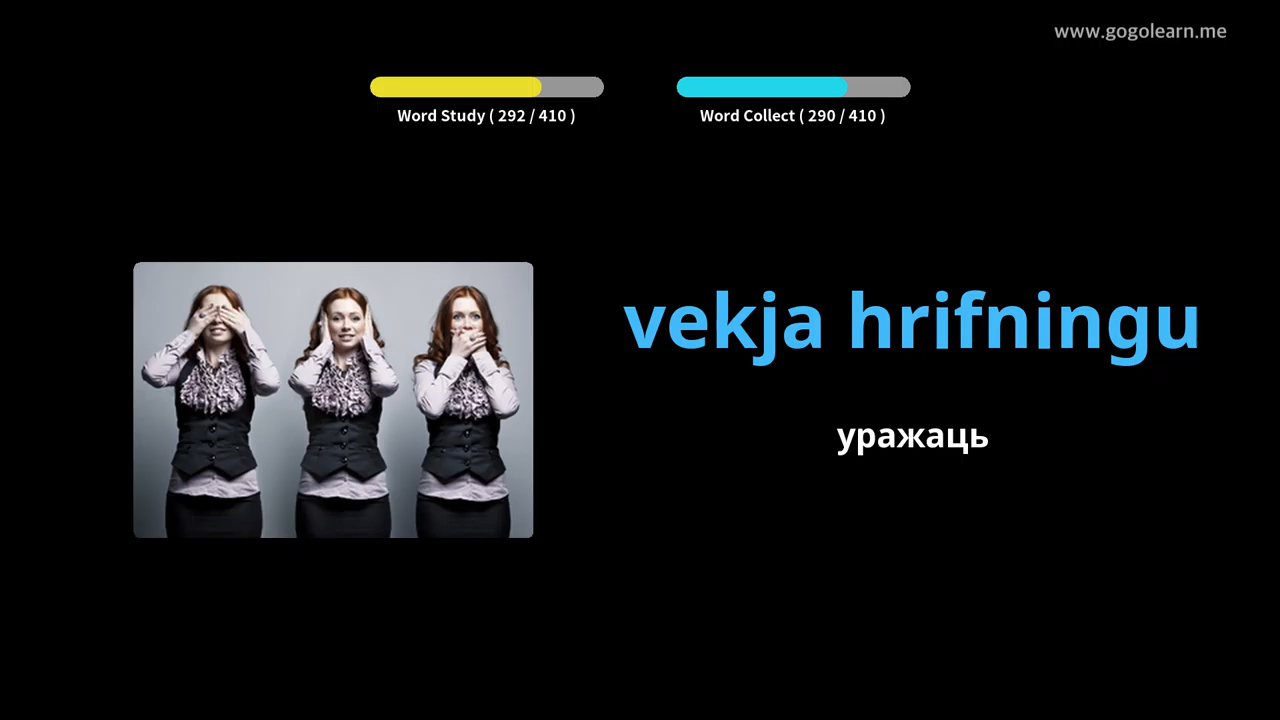 www.gogolearn.me
Word Study ( 292 / 410 )
Word Collect ( 290 / 410 )
vekja hrifningu
уражаць